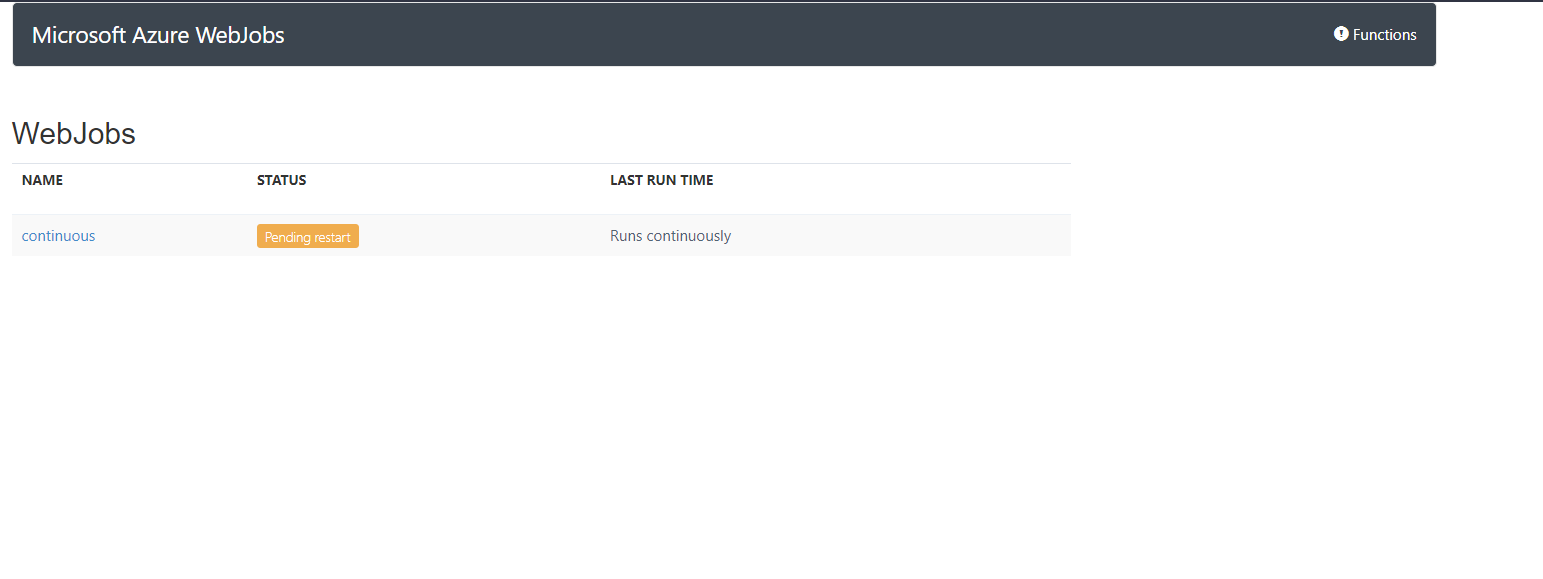 Microsoft Azure WebJobs
Functions
WebJobs
NAME STATUS LAST RUN TIME
continuous Pending restart Runs continuously